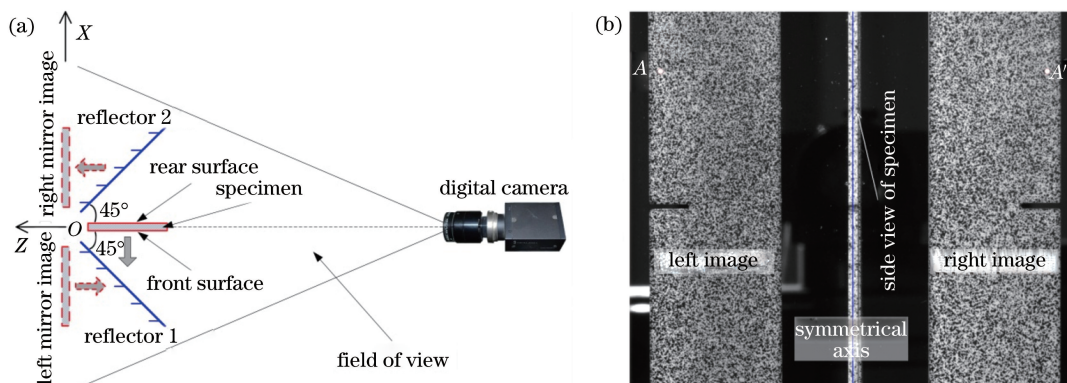 (a)
X
right mirror image
reflector 2
rear surface
specimen
digital camera
45°
O
Z
45°
front surface
left mirror image
reflector 1
field of view
(b)
A
A'
side view of specimen
left image
right image
symmetrical
axis